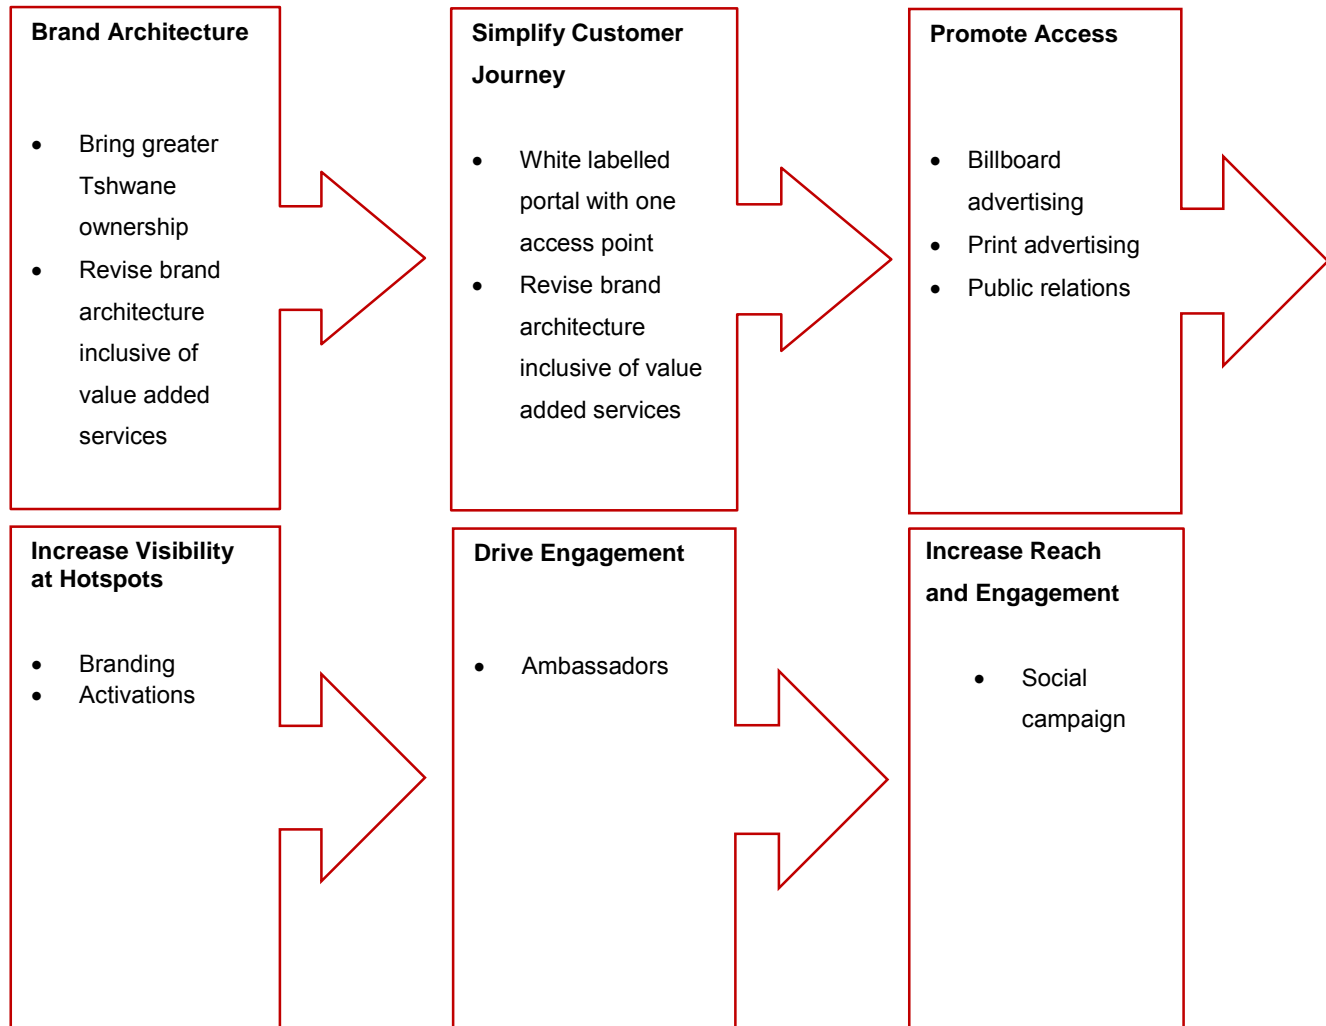 Brand Architecture
• Bring greater
Tshwane
ownership
• Revise brand
architecture
inclusive of
value added
services
Simplify Customer
Journey
• White labelled
portal with one
access point
• Revise brand
architecture
inclusive of value
added services
Promote Access
• Billboard
advertising
• Print advertising
• Public relations
Increase Visibility
at Hotspots
• Branding
• Activations
Drive Engagement
• Ambassadors
Increase Reach
and Engagement
• Social
campaign